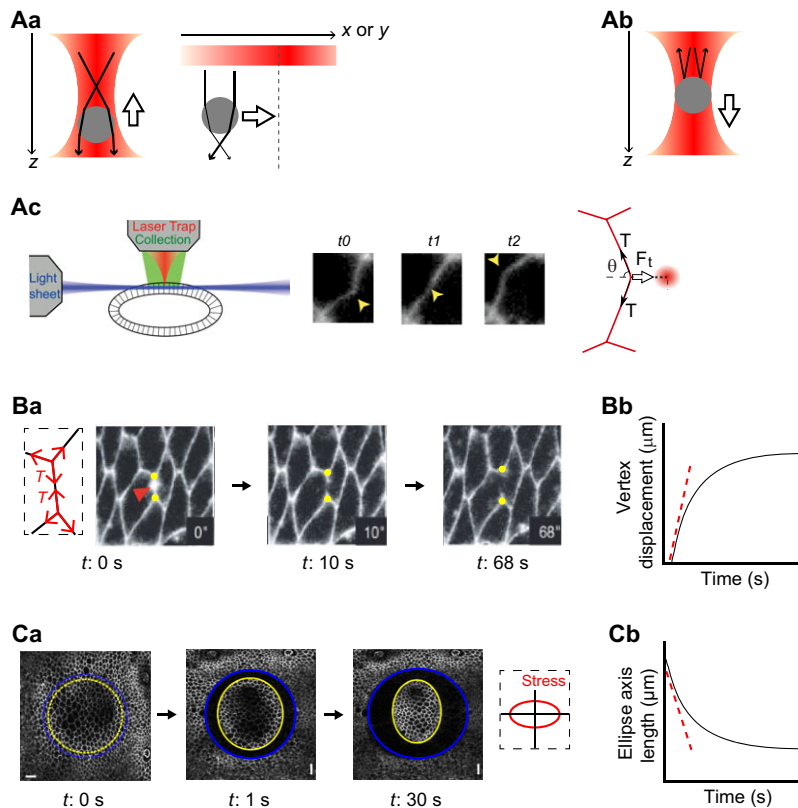 Aa
x or y
z
Ab
z
Ac
Laser Trap
Collection
Light
sheet
t0
t1
t2
T
θ
Ft
T
Ba
T
T
0"
10"
68"
t: 0 s
t: 10 s
t: 68 s
Bb
Vertex
displacement (μm)
Time (s)
Ca
Stress
t: 0 s
t: 1 s
t: 30 s
Cb
Ellipse axis
length (μm)
Time (s)